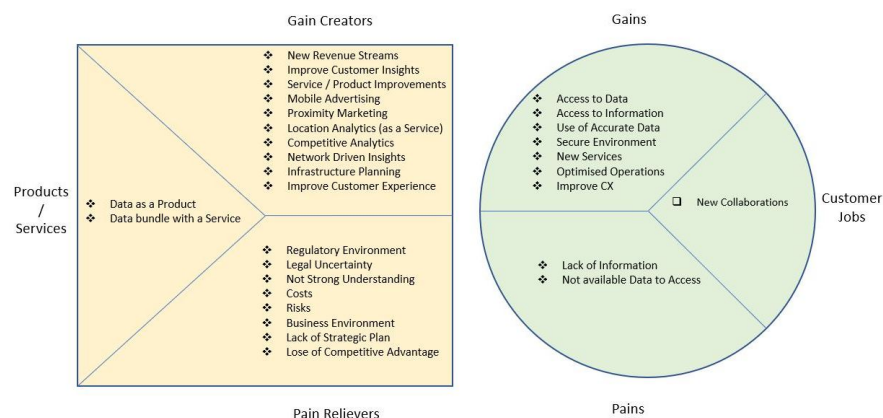 Gain Creators
Gains
❖ New Revenue Streams
❖ Improve Customer Insights
❖ Service / Product Improvements
❖ Mobile Advertising
❖ Proximity Marketing
❖ Location Analytics (as a Service)
❖ Competitive Analytics
❖ Network Driven Insights
❖ Infrastructure Planning
❖ Improve Customer Experience
Products
/
Services
❖ Data as a Product
❖ Data bundle with a Service
❖ Regulatory Environment
❖ Legal Uncertainty
❖ Not Strong Understanding
❖ Costs
❖ Risks
❖ Business Environment
❖ Lack of Strategic Plan
❖ Lose of Competitive Advantage
Pain Relievers
❖ Access to Data
❖ Access to Information
❖ Use of Accurate Data
❖ Secure Environment
❖ New Services
❖ Optimised Operations
❖ Improve CX
❑ New Collaborations
Customer
Jobs
❖ Lack of Information
❖ Not available Data to Access
Pains